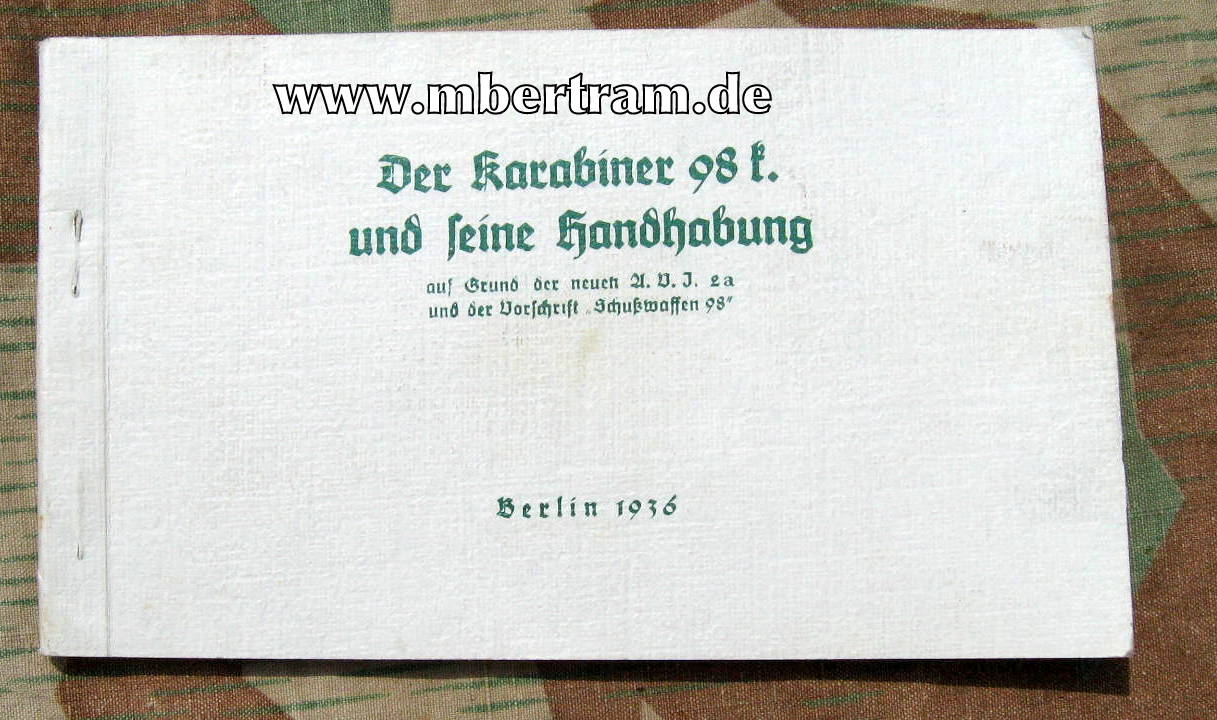 www.mbertram.de
Der Karabiner 98 k.
und seine Handhabung
auf Grund der neuen A. V. J. 2a
und der Vorschrift „Schußwaffen 98"
Berlin 1936